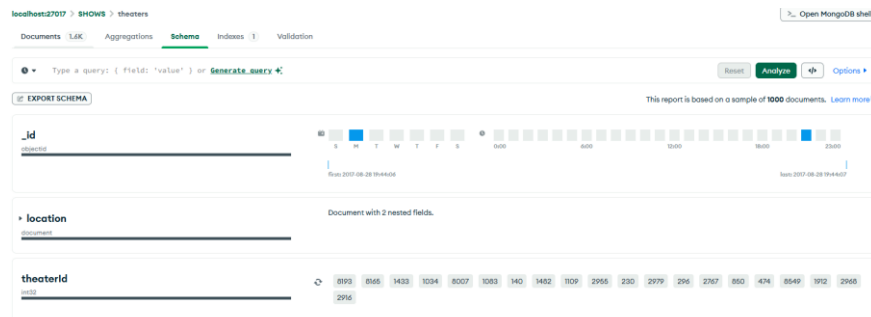 localhost:27017 > SHOWS > theaters
>_ Open MongoDB shell
Documents 1.6K Aggregations Schema Indexes 1 Validation
Type a query: { field: 'value' } or Generate query
Reset Analyze </> Options
EXPORT SCHEMA
This report is based on a sample of 1000 documents. Learn more
_id
objectid
S M T W T F S
0:00 6:00 12:00 18:00 23:00
first: 2017-08-28 19:44:06
last: 2017-08-28 19:44:07
location
document
Document with 2 nested fields.
theaterId
int32
8193 8165 1433 1034 8007 1083 140 1482 1109 2955 230 2979 296 2767 850 474 8549 1912 2968
2916